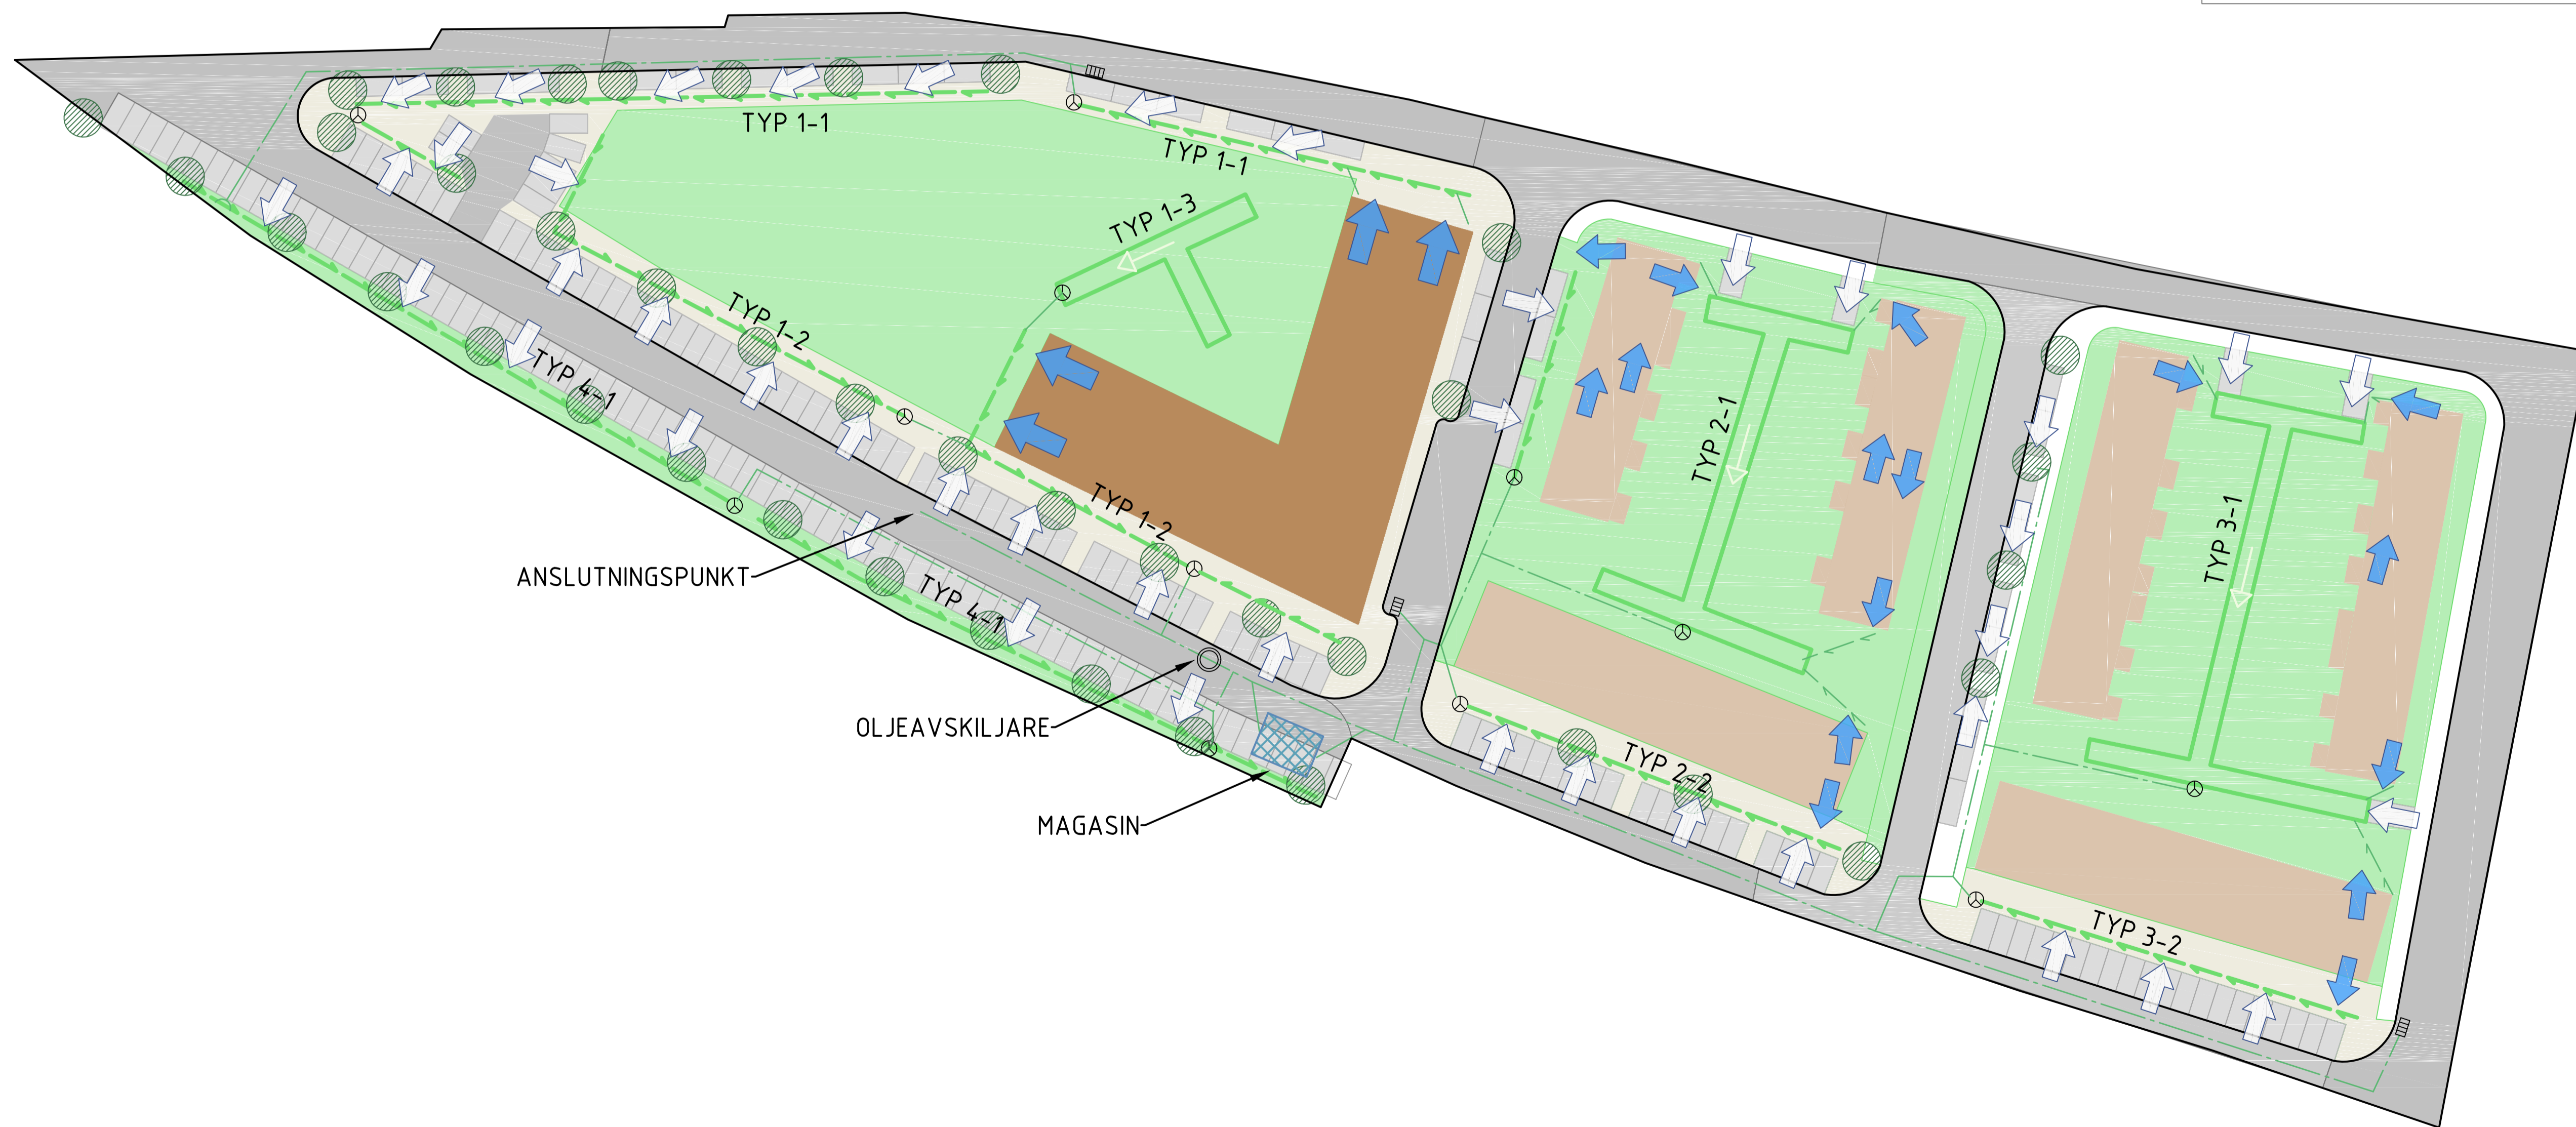 TYP 1-1
TYP 1-1
TYP 1-3
TYP 1-2
TYP 4-1
TYP 2-1
TYP 3-1
TYP 1-2
ANSLUTNINGSPUNKT
TYP 4-1
OLJEAVSKILJARE
TYP 2-2
MAGASIN
TYP 3-2